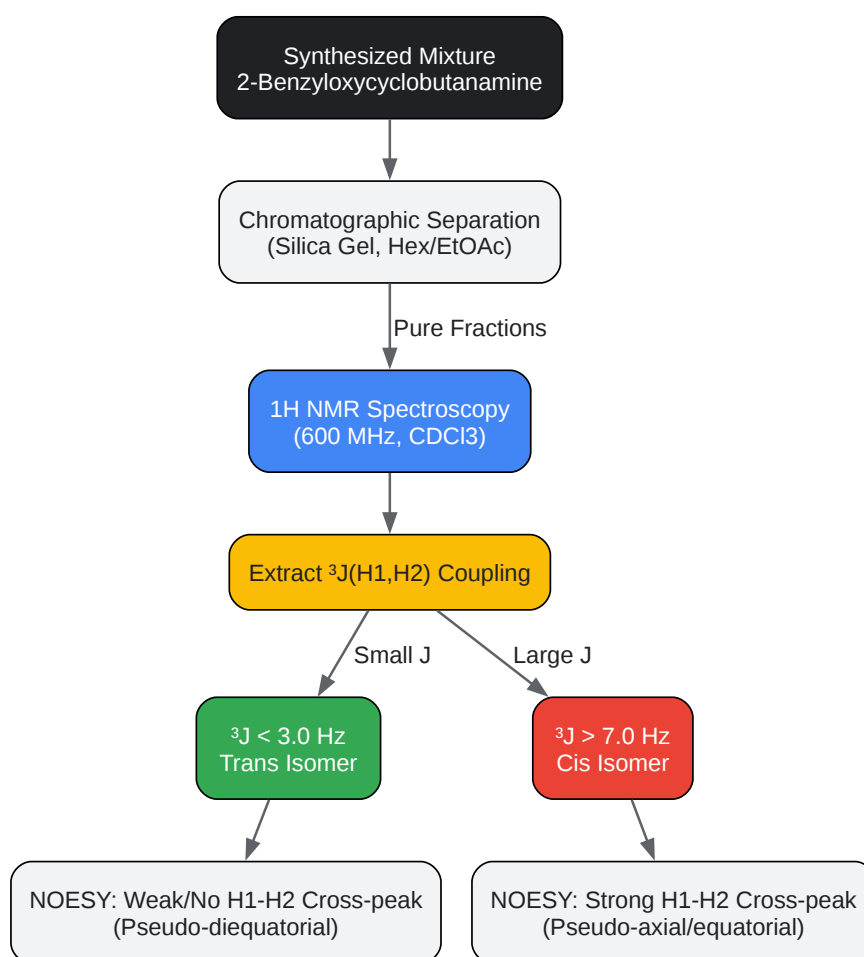 Synthesized Mixture
2-Benzyloxycyclobutanamine
Chromatographic Separation
(Silica Gel, Hex/EtOAc)
Pure Fractions
1H NMR Spectroscopy
(600 MHz, CDCl3)
Extract ³J(H1,H2) Coupling
Small J
Large J
³J < 3.0 Hz
Trans Isomer
³J > 7.0 Hz
Cis Isomer
NOESY: Weak/No H1-H2 Cross-peak
(Pseudo-diequatorial)
NOESY: Strong H1-H2 Cross-peak
(Pseudo-axial/equatorial)